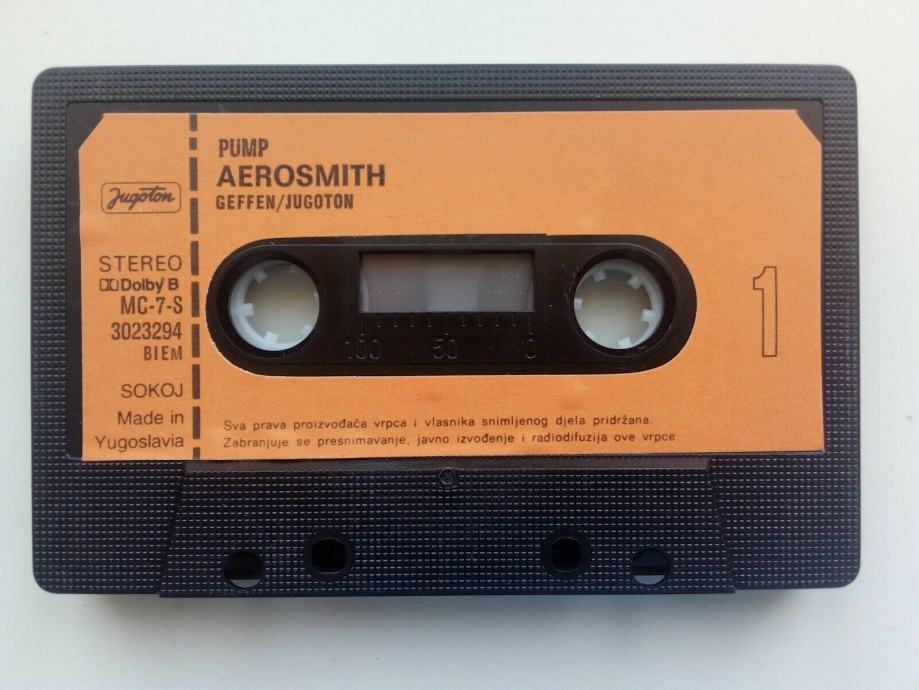 PUMP
AEROSMITH
GEFFEN/JUGOTON
Jugoton
STEREO
Dolby B
MC-7-S
3023294
BIEM
SOKOJ
Made in
Yugoslavia
1
100 50 0
Sva prava proizvođača vrpca i vlasnika snimljenog djela pridržana.
Zabranjuje se presnimavanje, javno izvođenje i radiodifuzija ove vrpce